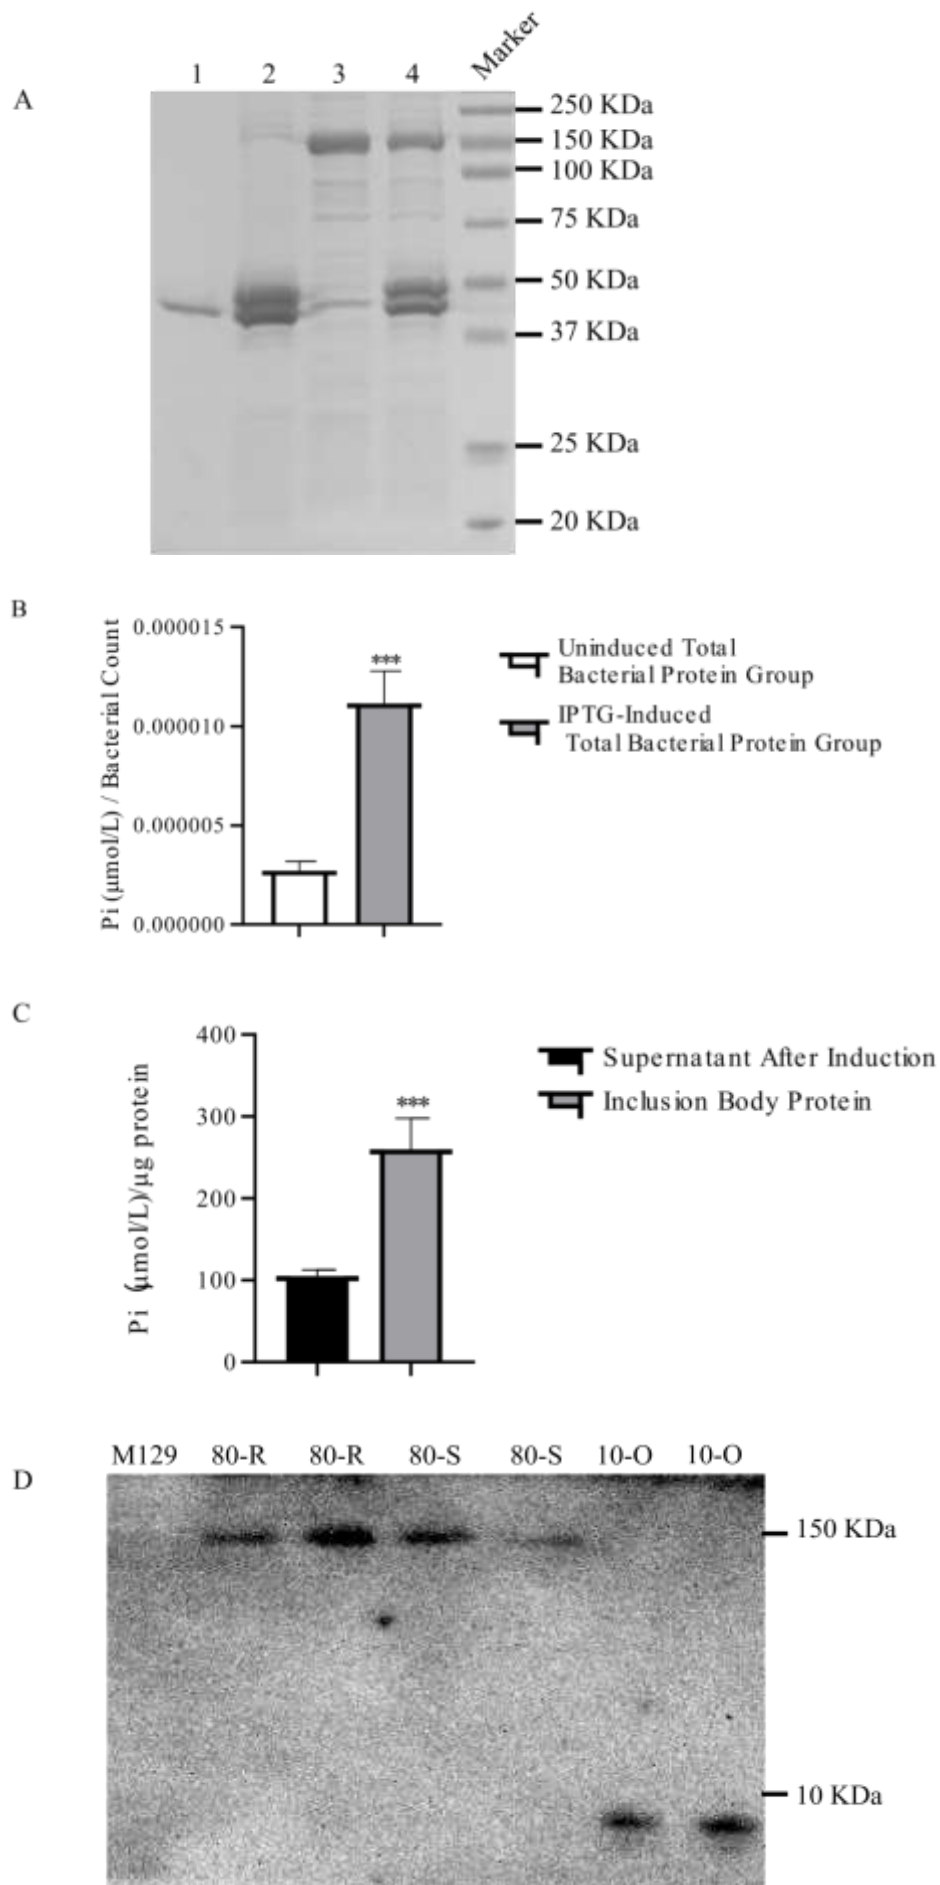 A
1 2 3 4 Marker
250 KDa
150 KDa
100 KDa
75 KDa
50 KDa
37 KDa
25 KDa
20 KDa
B
Pi (μmol/L) / Bacterial Count
0.000015
0.000010
0.000005
0.000000
***
Uninduced Total
Bacterial Protein Group
IPTG-Induced
Total Bacterial Protein Group
C
Pi (μmol/L)/μg protein
400
300
200
100
0
***
Supernatant After Induction
Inclusion Body Protein
D
M129 80-R 80-R 80-S 80-S 10-O 10-O
150 KDa
10 KDa